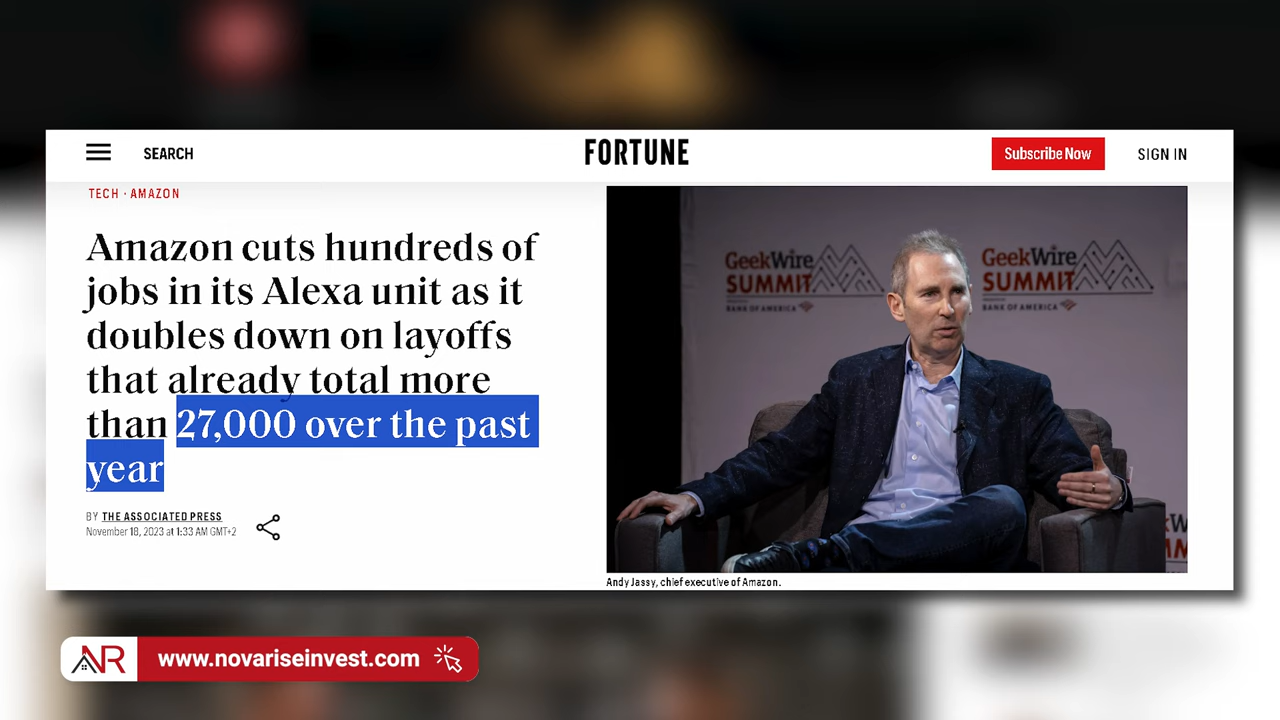 SEARCH
FORTUNE
Subscribe Now
SIGN IN
TECH · AMAZON
Amazon cuts hundreds of
jobs in its Alexa unit as it
doubles down on layoffs
that already total more
than 27,000 over the past
year
BY THE ASSOCIATED PRESS
November 18, 2023 at 1:33 AM GMT+2
GeekWire
SUMMIT
BANK OF AMERICA
GeekWire
SUMMIT
BANK OF AMERICA
Andy Jassy, chief executive of Amazon.
NR
www.novariseinvest.com